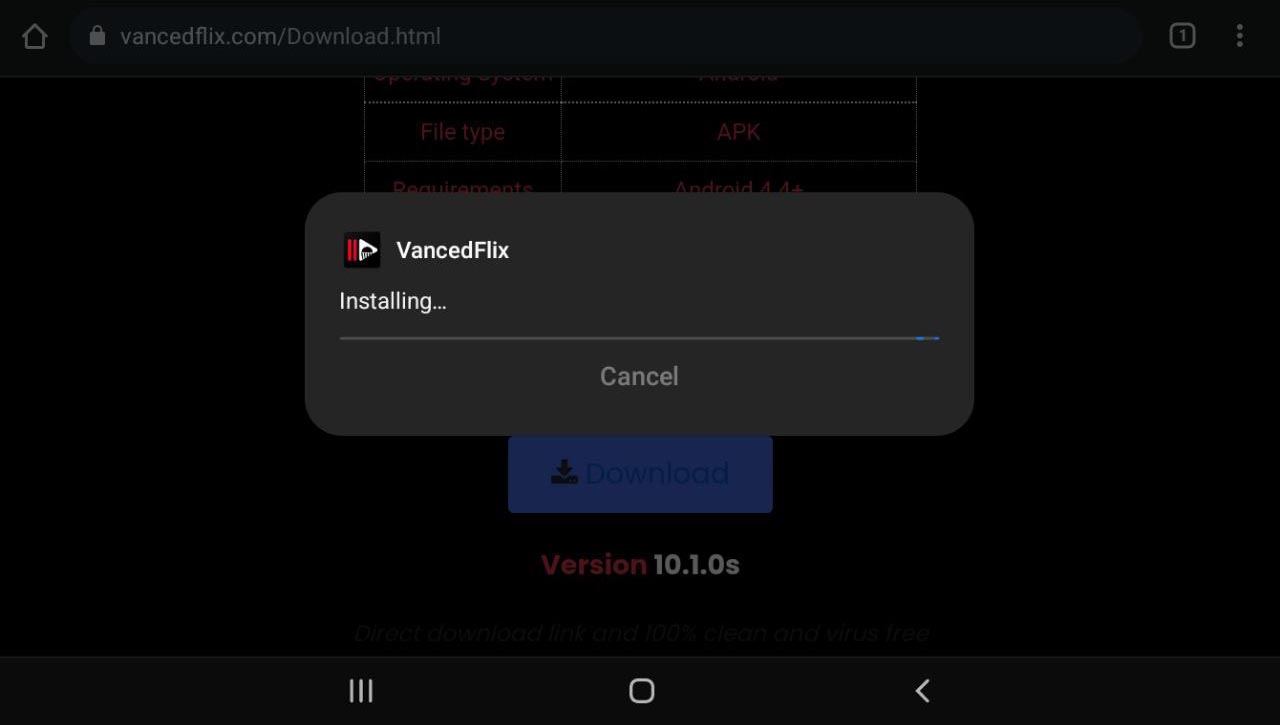 vancedflix.com/Download.html
1
Operating System Android
File type APK
Requirements Android 4.4+
VancedFlix
Installing...
Cancel
Download
Version 10.1.0s
Direct download link and 100% clean and virus free